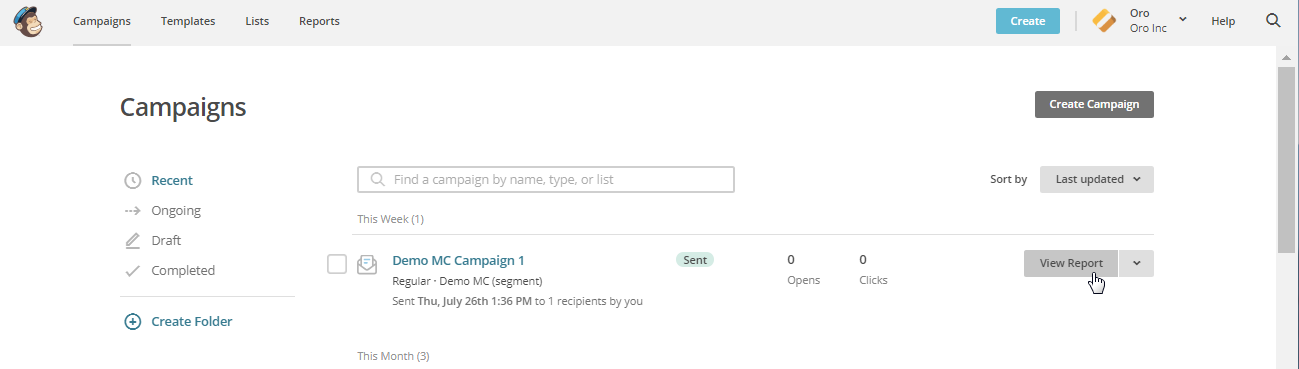 Campaigns Templates Lists Reports Create Oro Help
Oro Inc
Campaigns
Create Campaign
Recent
Ongoing
Draft
Completed
Create Folder
Find a campaign by name, type, or list
Sort by Last updated
This Week (1)
Demo MC Campaign 1 Sent 0 0 View Report
Regular · Demo MC (segment) Opens Clicks
Sent Thu, July 26th 1:36 PM to 1 recipients by you
This Month (3)